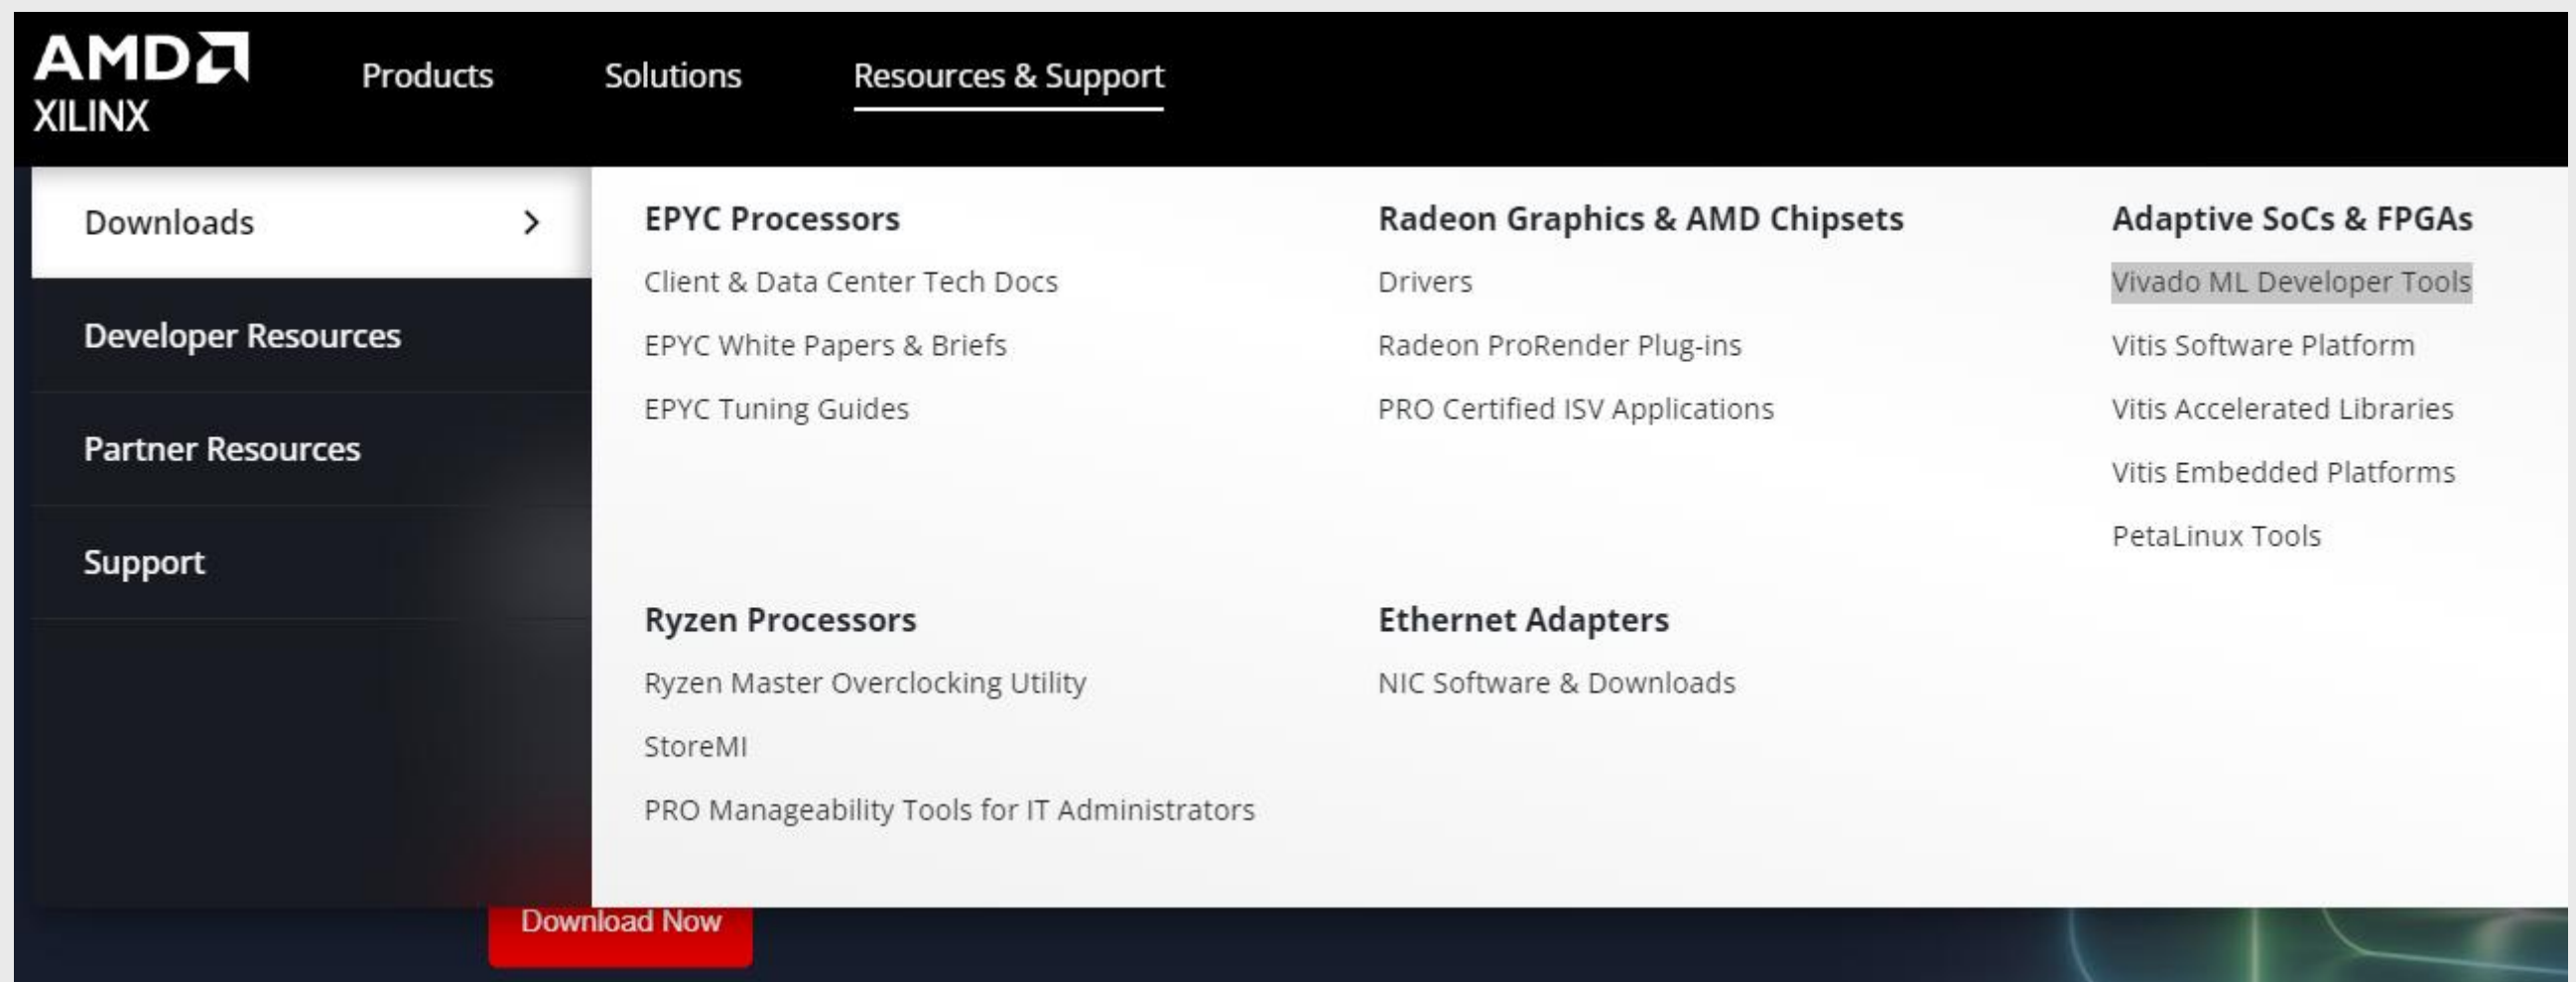 AMD
XILINX
Products
Solutions
Resources & Support
Downloads
Developer Resources
Partner Resources
Support
EPYC Processors
Client & Data Center Tech Docs
EPYC White Papers & Briefs
EPYC Tuning Guides
Radeon Graphics & AMD Chipsets
Drivers
Radeon ProRender Plug-ins
PRO Certified ISV Applications
Adaptive SoCs & FPGAs
Vivado ML Developer Tools
Vitis Software Platform
Vitis Accelerated Libraries
Vitis Embedded Platforms
PetaLinux Tools
Ryzen Processors
Ryzen Master Overclocking Utility
StoreMI
PRO Manageability Tools for IT Administrators
Ethernet Adapters
NIC Software & Downloads
Download Now